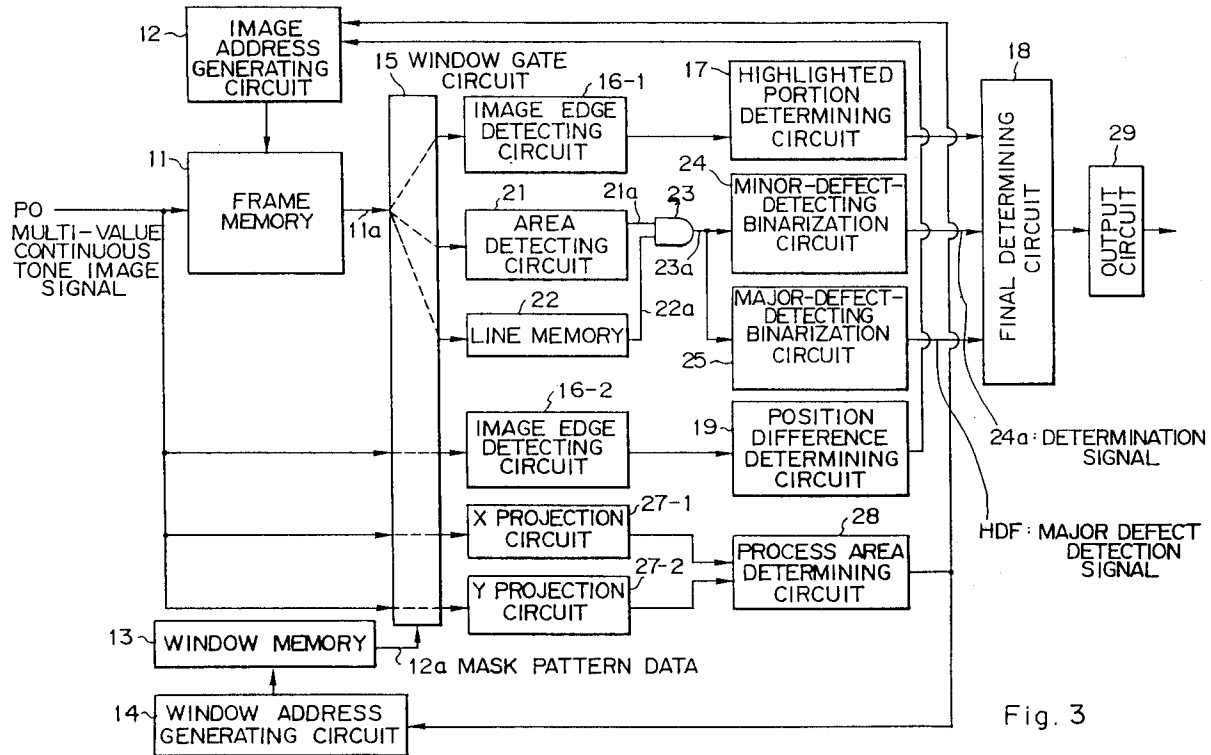 12
IMAGE
ADDRESS
GENERATING
CIRCUIT
15 WINDOW GATE
CIRCUIT
16-1
IMAGE EDGE
DETECTING
CIRCUIT
17
HIGHLIGHTED
PORTION
DETERMINING
CIRCUIT
18
FINAL DETERMINING
CIRCUIT
29
OUTPUT
CIRCUIT
11
FRAME
MEMORY
11a
PO
MULTI-VALUE
CONTINUOUS
TONE IMAGE
SIGNAL
21
AREA
DETECTING
CIRCUIT
21a
23
23a
24
MINOR-DEFECT-
DETECTING
BINARIZATION
CIRCUIT
22
LINE MEMORY
22a
MAJOR-DEFECT-
DETECTING
BINARIZATION
CIRCUIT
25
16-2
IMAGE EDGE
DETECTING
CIRCUIT
19
POSITION
DIFFERENCE
DETERMINING
CIRCUIT
24a: DETERMINATION
SIGNAL
27-1
X PROJECTION
CIRCUIT
27-2
Y PROJECTION
CIRCUIT
28
PROCESS AREA
DETERMINING
CIRCUIT
HDF: MAJOR DEFECT
DETECTION
SIGNAL
13
WINDOW MEMORY
12a MASK PATTERN DATA
14
WINDOW ADDRESS
GENERATING CIRCUIT
Fig. 3